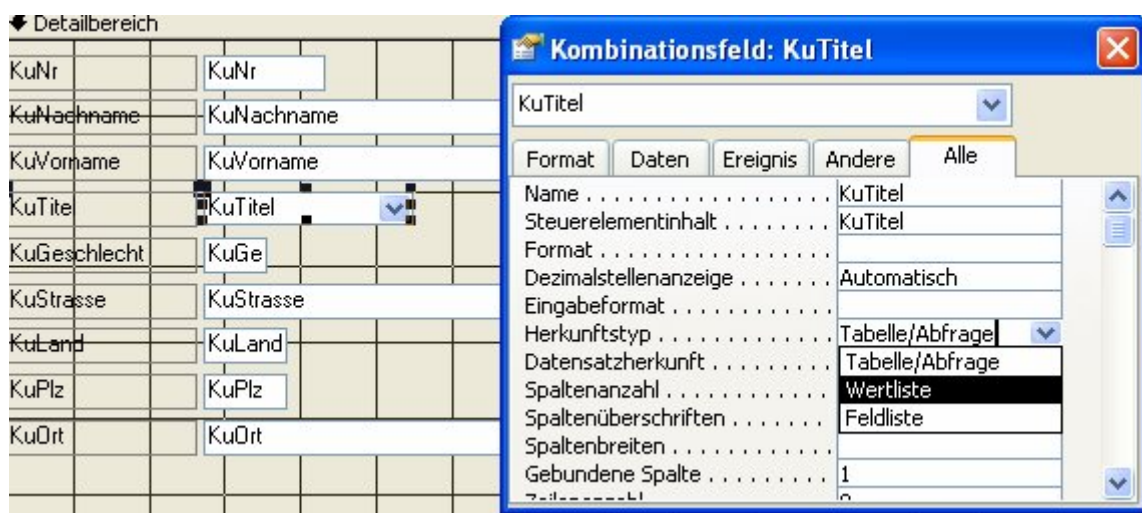 Detailbereich
KuNr KuNr
KuNachname KuNachname
KuVorname KuVorname
KuTitel KuTitel
KuGeschlecht KuGe
KuStrasse KuStrasse
KuLand KuLand
KuPlz KuPlz
KuOrt KuOrt
Kombinationsfeld: KuTitel
KuTitel
Format Daten Ereignis Andere Alle
Name . . . . . . . . . . . . . . . . . . KuTitel
Steuerelementinhalt . . . . . . . . KuTitel
Format . . . . . . . . . . . . . . . . .
Dezimalstellenanzeige . . . . . . . Automatisch
Eingabeformat . . . . . . . . . . . .
Herkunftstyp . . . . . . . . . . . . . Tabelle/Abfrage
Datensatzherkunft . . . . . . . . . Tabelle/Abfrage
Spaltenanzahl . . . . . . . . . . . . . Wertliste
Spaltenüberschriften . . . . . . . Feldliste
Spaltenbreiten . . . . . . . . . . . .
Gebundene Spalte . . . . . . . . . 1